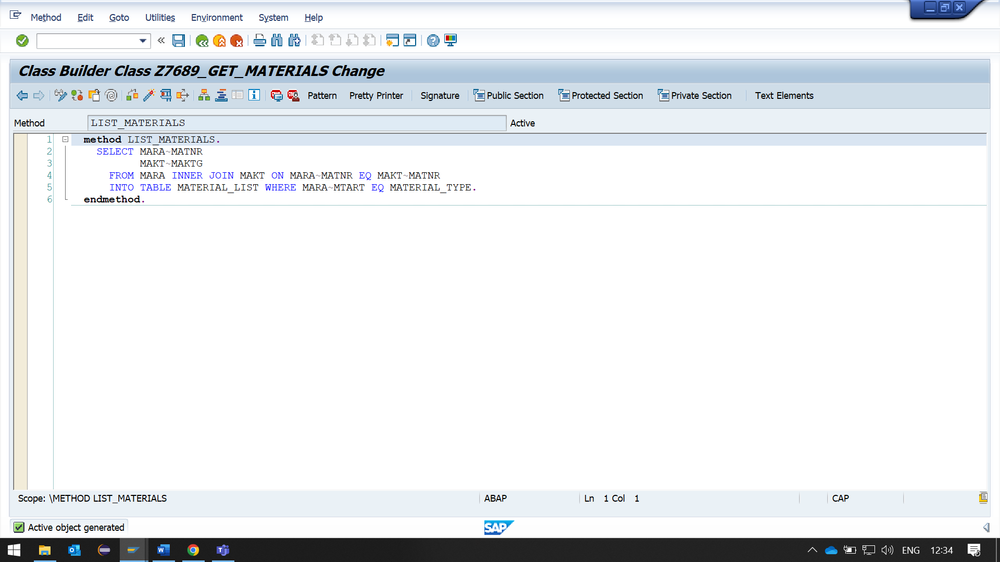 Method Edit Goto Utilities Environment System Help
Class Builder Class Z7689_GET_MATERIALS Change
Pattern Pretty Printer Signature Public Section Protected Section Private Section Text Elements
Method LIST_MATERIALS Active
1 method LIST_MATERIALS.
2 SELECT MARA~MATNR
3 MAKT~MAKTG
4 FROM MARA INNER JOIN MAKT ON MARA~MATNR EQ MAKT~MATNR
5 INTO TABLE MATERIAL_LIST WHERE MARA~MTART EQ MATERIAL_TYPE.
6 endmethod.
Scope: \METHOD LIST_MATERIALS ABAP Ln 1 Col 1 CAP
Active object generated SAP
ENG 12:34